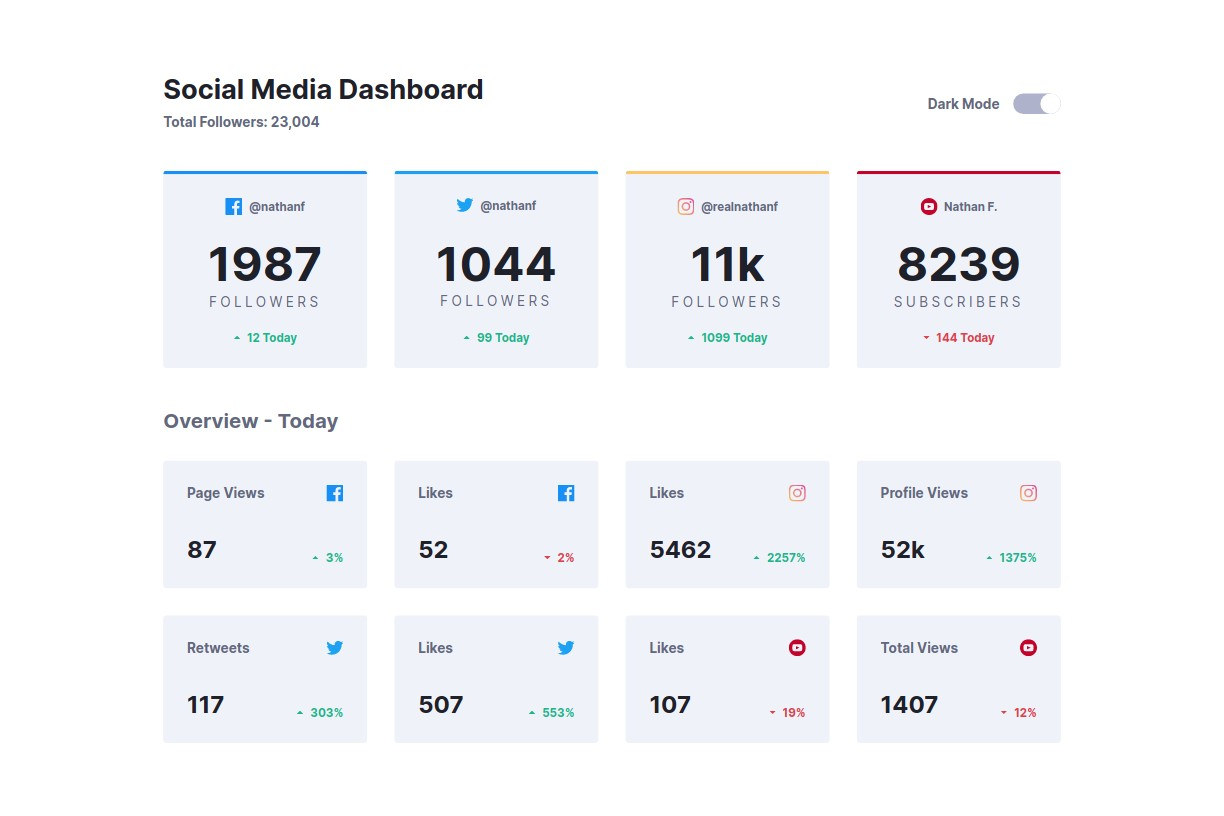 Social Media Dashboard
Total Followers: 23,004
Dark Mode
@nathanf
1987
FOLLOWERS
12 Today
@nathanf
1044
FOLLOWERS
99 Today
@realnathanf
11k
FOLLOWERS
1099 Today
Nathan F.
8239
SUBSCRIBERS
144 Today
Overview - Today
Page Views
87
3%
Likes
52
2%
Likes
5462
2257%
Profile Views
52k
1375%
Retweets
117
303%
Likes
507
553%
Likes
107
19%
Total Views
1407
12%